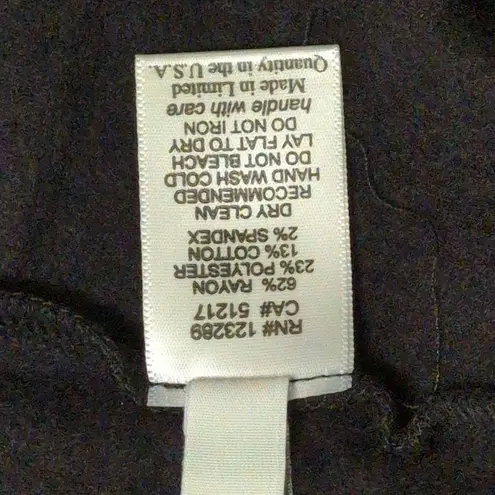 RN# 123289
CA# 51217
62% RAYON
23% POLYESTER
13% COTTON
2% SPANDEX
DRY CLEAN
RECOMMENDED
HAND WASH COLD
DO NOT BLEACH
LAY FLAT TO DRY
DO NOT IRON
handle with care
Made in Limited
Quantity in the U.S.A.